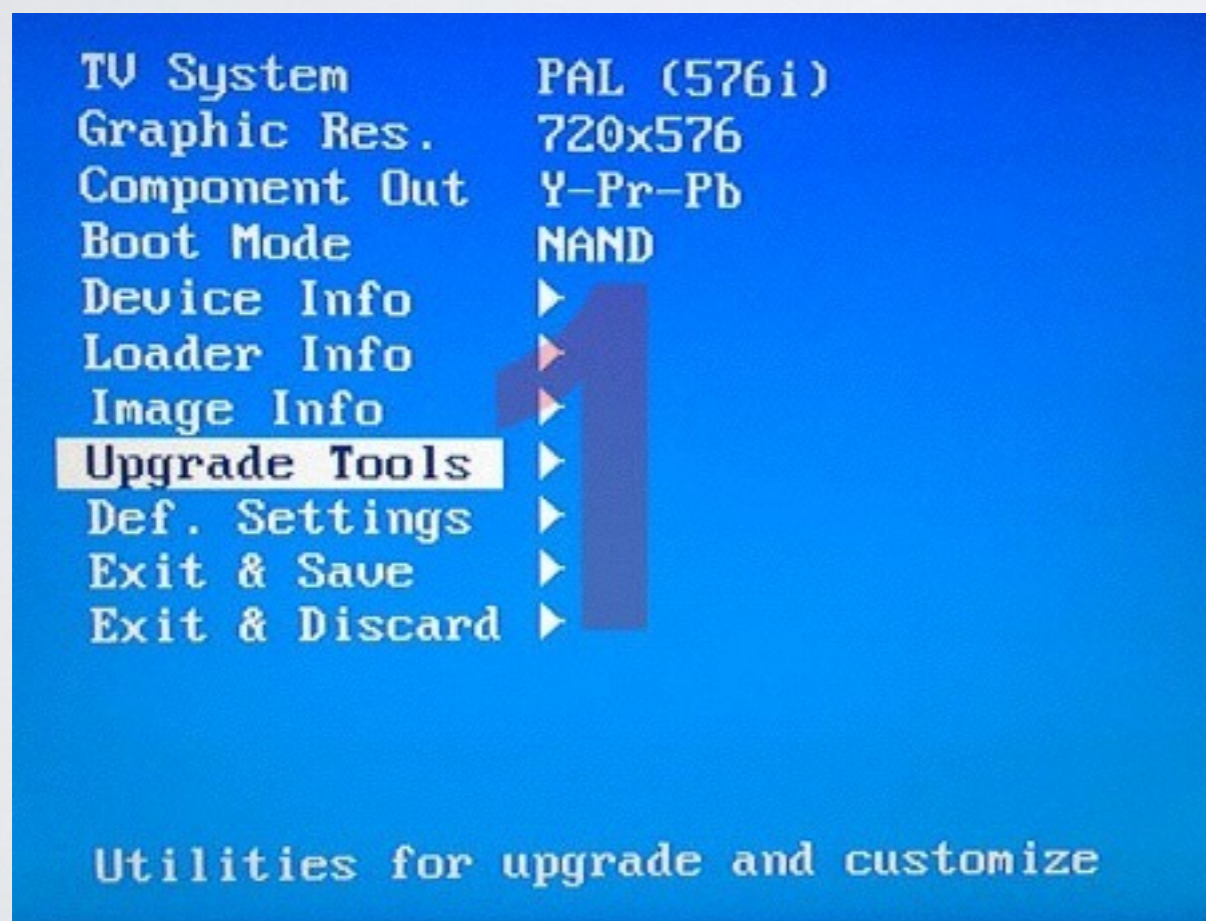 TV System PAL (576i)
Graphic Res. 720x576
Component Out Y-Pr-Pb
Boot Mode NAND
Device Info
Loader Info
Image Info
Upgrade Tools
Def. Settings
Exit & Save
Exit & Discard
1
Utilities for upgrade and customize